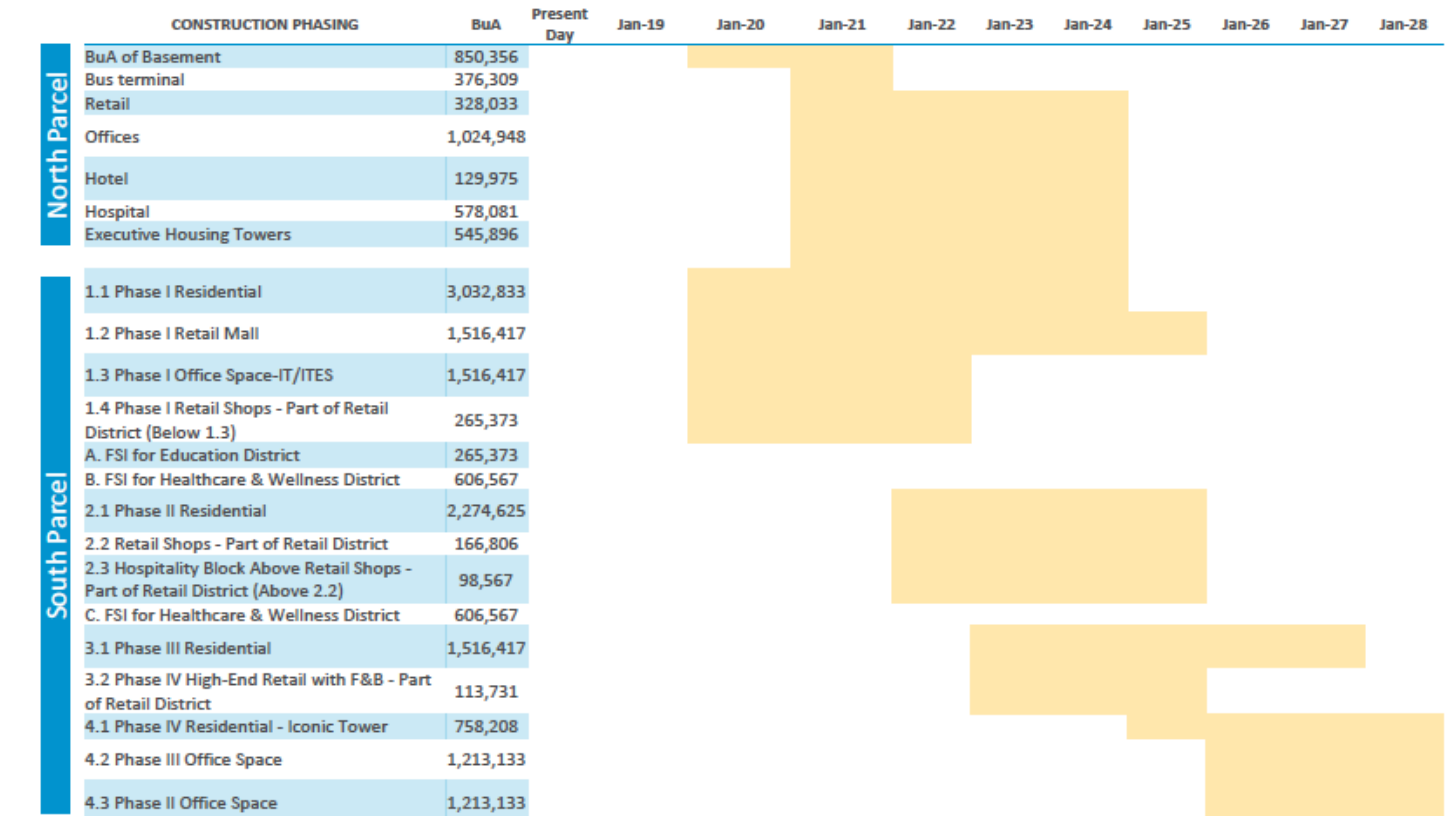 CONSTRUCTION PHASING BuA Present Day Jan-19 Jan-20 Jan-21 Jan-22 Jan-23 Jan-24 Jan-25 Jan-26 Jan-27 Jan-28
North Parcel
BuA of Basement 850,356
Bus terminal 376,309
Retail 328,033
Offices 1,024,948
Hotel 129,975
Hospital 578,081
Executive Housing Towers 545,896
South Parcel
1.1 Phase I Residential 3,032,833
1.2 Phase I Retail Mall 1,516,417
1.3 Phase I Office Space-IT/ITES 1,516,417
1.4 Phase I Retail Shops - Part of Retail
District (Below 1.3) 265,373
A. FSI for Education District 265,373
B. FSI for Healthcare & Wellness District 606,567
2.1 Phase II Residential 2,274,625
2.2 Retail Shops - Part of Retail District 166,806
2.3 Hospitality Block Above Retail Shops -
Part of Retail District (Above 2.2) 98,567
C. FSI for Healthcare & Wellness District 606,567
3.1 Phase III Residential 1,516,417
3.2 Phase IV High-End Retail with F&B - Part
of Retail District 113,731
4.1 Phase IV Residential - Iconic Tower 758,208
4.2 Phase III Office Space 1,213,133
4.3 Phase II Office Space 1,213,133